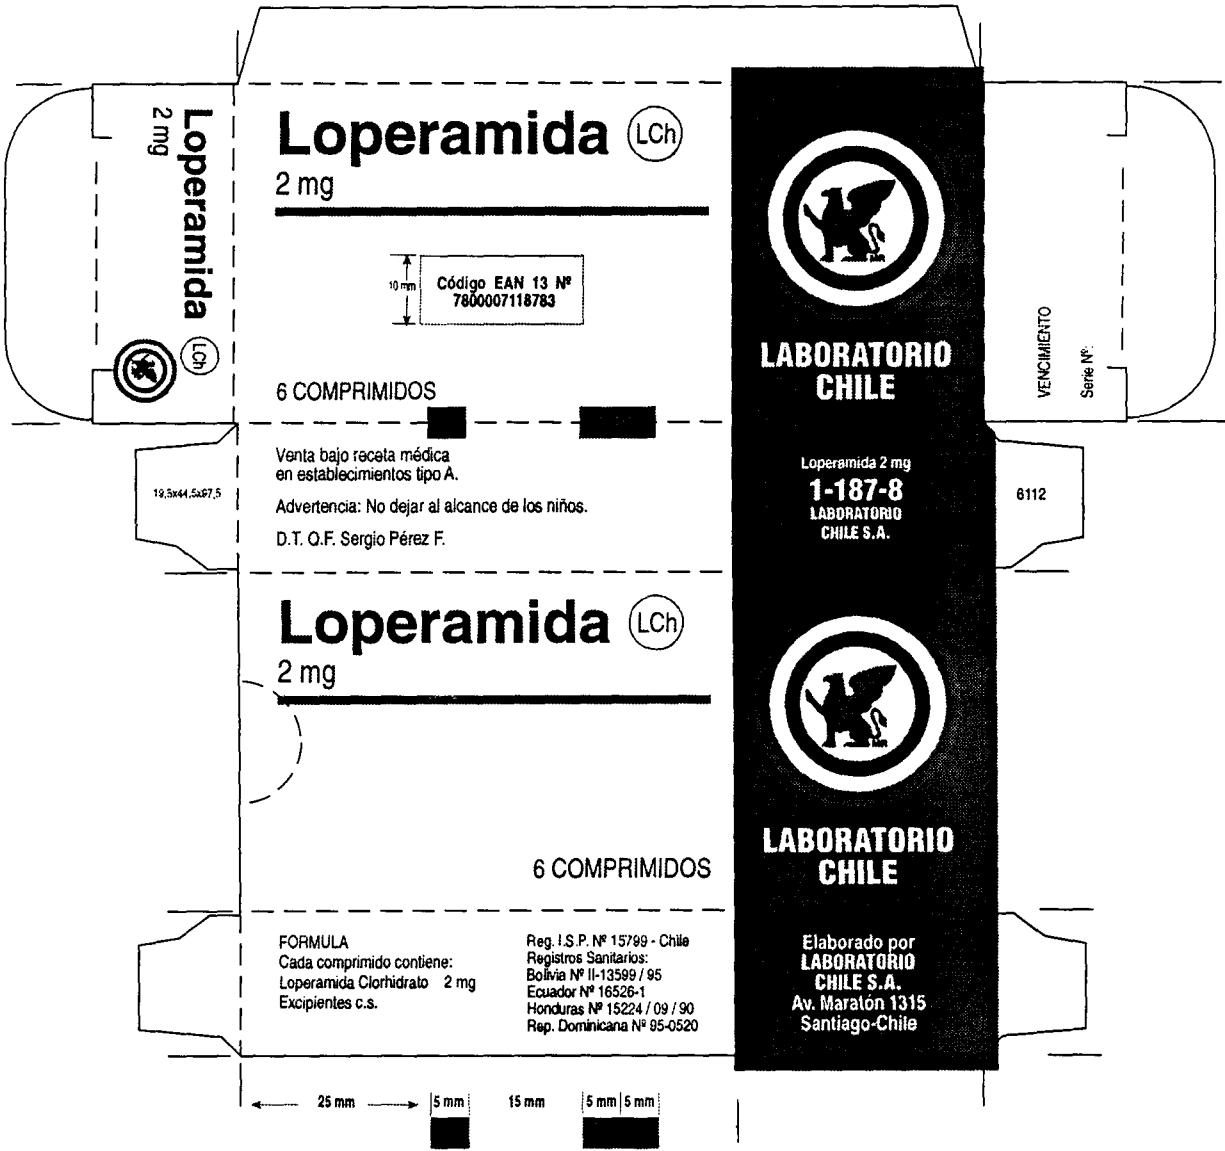 Loperamida LCh
2 mg
Loperamida LCh
2 mg
10 mm
Código EAN 13 Nº
7800007118783
6 COMPRIMIDOS
LABORATORIO
CHILE
VENCIMIENTO
Serie Nº:
19,5x44,5x97,5
Venta bajo receta médica
en establecimientos tipo A.
Advertencia: No dejar al alcance de los niños.
D.T. Q.F. Sergio Pérez F.
Loperamida 2 mg
1-187-8
LABORATORIO
CHILE S.A.
6112
Loperamida LCh
2 mg
6 COMPRIMIDOS
LABORATORIO
CHILE
FORMULA
Cada comprimido contiene:
Loperamida Clorhidrato 2 mg
Excipientes c.s.
Reg. I.S.P. Nº 15799 - Chile
Registros Sanitarios:
Bolivia Nº II-13599 / 95
Ecuador Nº 16526-1
Honduras Nº 15224 / 09 / 90
Rep. Dominicana Nº 95-0520
Elaborado por
LABORATORIO
CHILE S.A.
Av. Maratón 1315
Santiago-Chile
25 mm 5 mm 15 mm 5 mm 5 mm